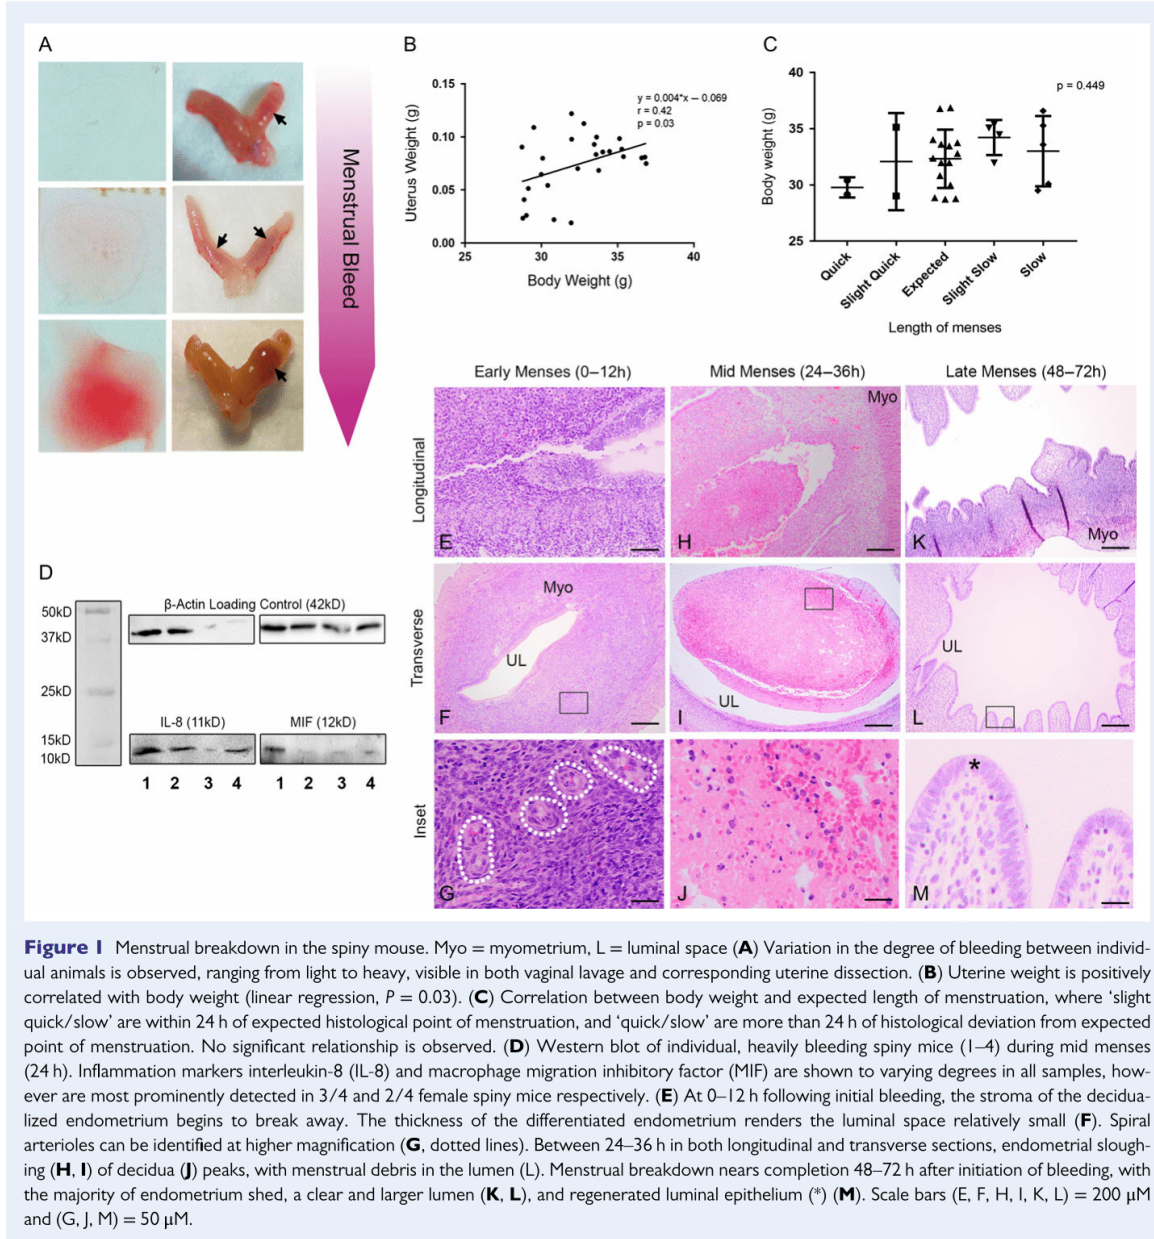 A
Menstrual Bleed
B
0.15
0.10
0.05
0.00
Uterus Weight (g)
y = 0.004*x – 0.069
r = 0.42
p = 0.03
25
30
35
40
Body Weight (g)
C
40
35
30
25
Body weight (g)
p = 0.449
Quick
Slight Quick
Expected
Slight Slow
Slow
Length of menses
D
50kD
37kD
25kD
15kD
10kD
β-Actin Loading Control (42kD)
IL-8 (11kD)
MIF (12kD)
1 2 3 4
1 2 3 4
Early Menses (0–12h)
Mid Menses (24–36h)
Late Menses (48–72h)
Longitudinal
E
H
Myo
K
Myo
Transverse
Myo
UL
F
UL
I
UL
L
Inset
G
J
*
M
Figure 1 Menstrual breakdown in the spiny mouse. Myo = myometrium, L = luminal space (A) Variation in the degree of bleeding between individ-
ual animals is observed, ranging from light to heavy, visible in both vaginal lavage and corresponding uterine dissection. (B) Uterine weight is positively
correlated with body weight (linear regression, P = 0.03). (C) Correlation between body weight and expected length of menstruation, where ‘slight
quick/slow’ are within 24 h of expected histological point of menstruation, and ‘quick/slow’ are more than 24 h of histological deviation from expected
point of menstruation. No significant relationship is observed. (D) Western blot of individual, heavily bleeding spiny mice (1–4) during mid menses
(24 h). Inflammation markers interleukin-8 (IL-8) and macrophage migration inhibitory factor (MIF) are shown to varying degrees in all samples, how-
ever are most prominently detected in 3/4 and 2/4 female spiny mice respectively. (E) At 0–12 h following initial bleeding, the stroma of the decidua-
lized endometrium begins to break away. The thickness of the differentiated endometrium renders the luminal space relatively small (F). Spiral
arterioles can be identified at higher magnification (G, dotted lines). Between 24–36 h in both longitudinal and transverse sections, endometrial slough-
ing (H, I) of decidua (J) peaks, with menstrual debris in the lumen (L). Menstrual breakdown nears completion 48–72 h after initiation of bleeding, with
the majority of endometrium shed, a clear and larger lumen (K, L), and regenerated luminal epithelium (*) (M). Scale bars (E, F, H, I, K, L) = 200 μM
and (G, J, M) = 50 μM.